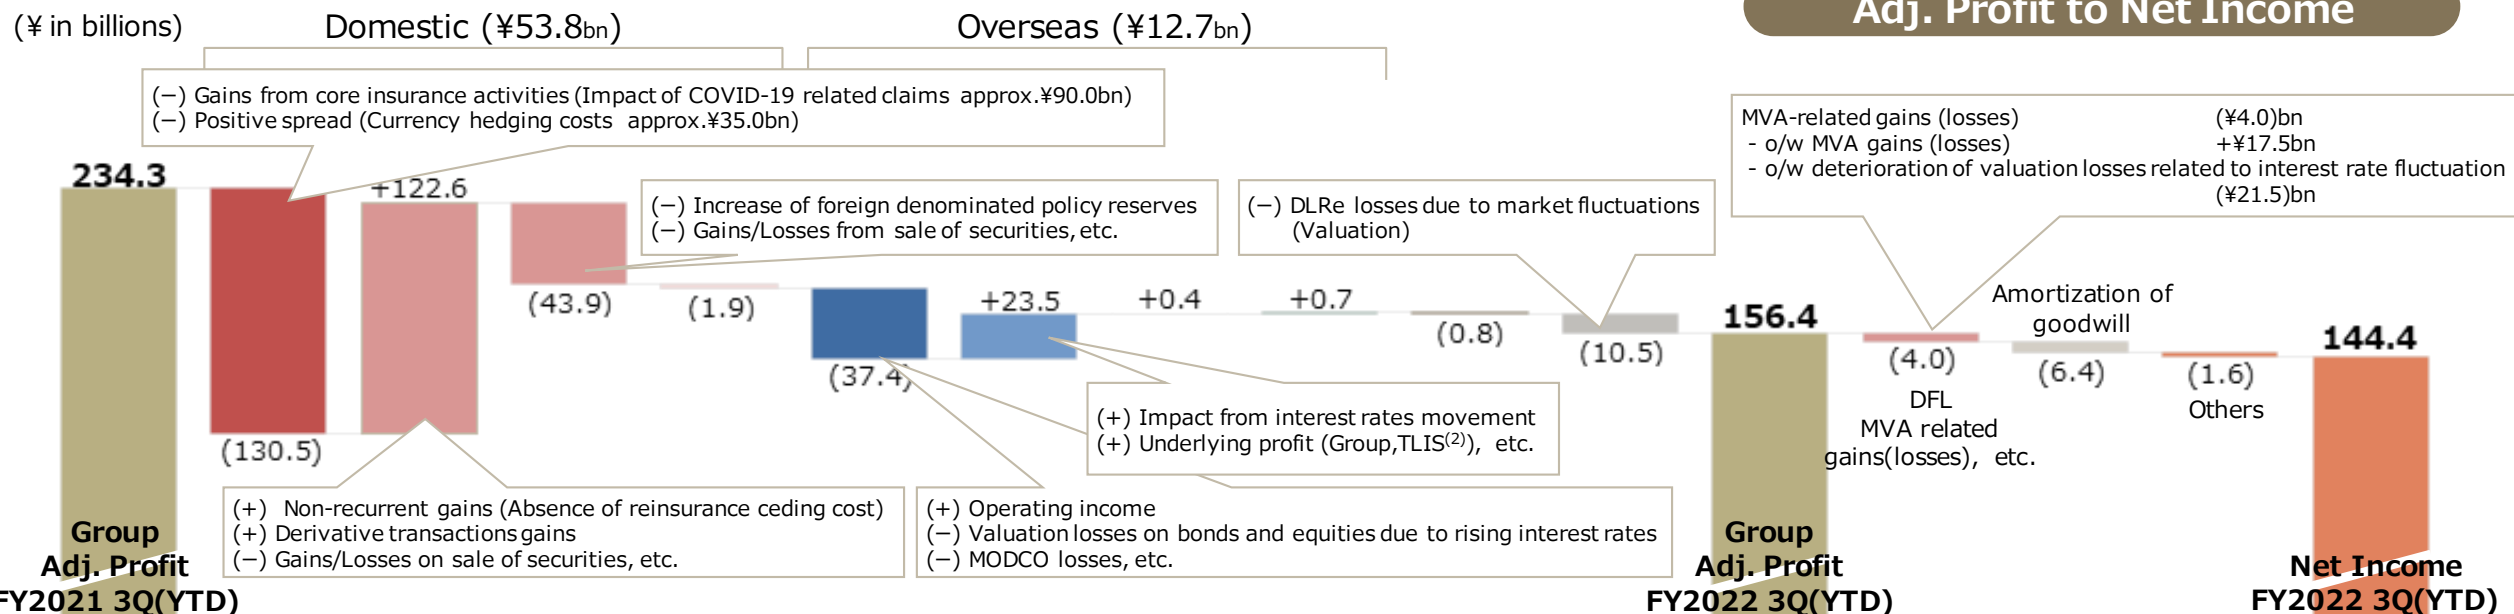 (¥ in billions)
Domestic (¥53.8bn)
Overseas (¥12.7bn)
Adj. Profit to Net Income
(−) Gains from core insurance activities (Impact of COVID-19 related claims approx.¥90.0bn)
(−) Positive spread (Currency hedging costs approx.¥35.0bn)
MVA-related gains (losses) (¥4.0)bn
- o/w MVA gains (losses) +¥17.5bn
- o/w deterioration of valuation losses related to interest rate fluctuation
(¥21.5)bn
234.3
+122.6
(−) Increase of foreign denominated policy reserves
(−) Gains/Losses from sale of securities, etc.
(−) DLRe losses due to market fluctuations
(Valuation)
(43.9)
(1.9)
+23.5
+0.4
+0.7
(0.8)
(10.5)
156.4
Amortization of
goodwill
144.4
(130.5)
(37.4)
(4.0)
(6.4)
(1.6)
DFL
MVA related
gains(losses), etc.
Others
(+) Impact from interest rates movement
(+) Underlying profit (Group,TLIS(2)), etc.
(+) Non-recurrent gains (Absence of reinsurance ceding cost)
(+) Derivative transactions gains
(−) Gains/Losses on sale of securities, etc.
(+) Operating income
(−) Valuation losses on bonds and equities due to rising interest rates
(−) MODCO losses, etc.
Group
Adj. Profit
FY2021 3Q(YTD)
Group
Adj. Profit
FY2022 3Q(YTD)
Net Income
FY2022 3Q(YTD)